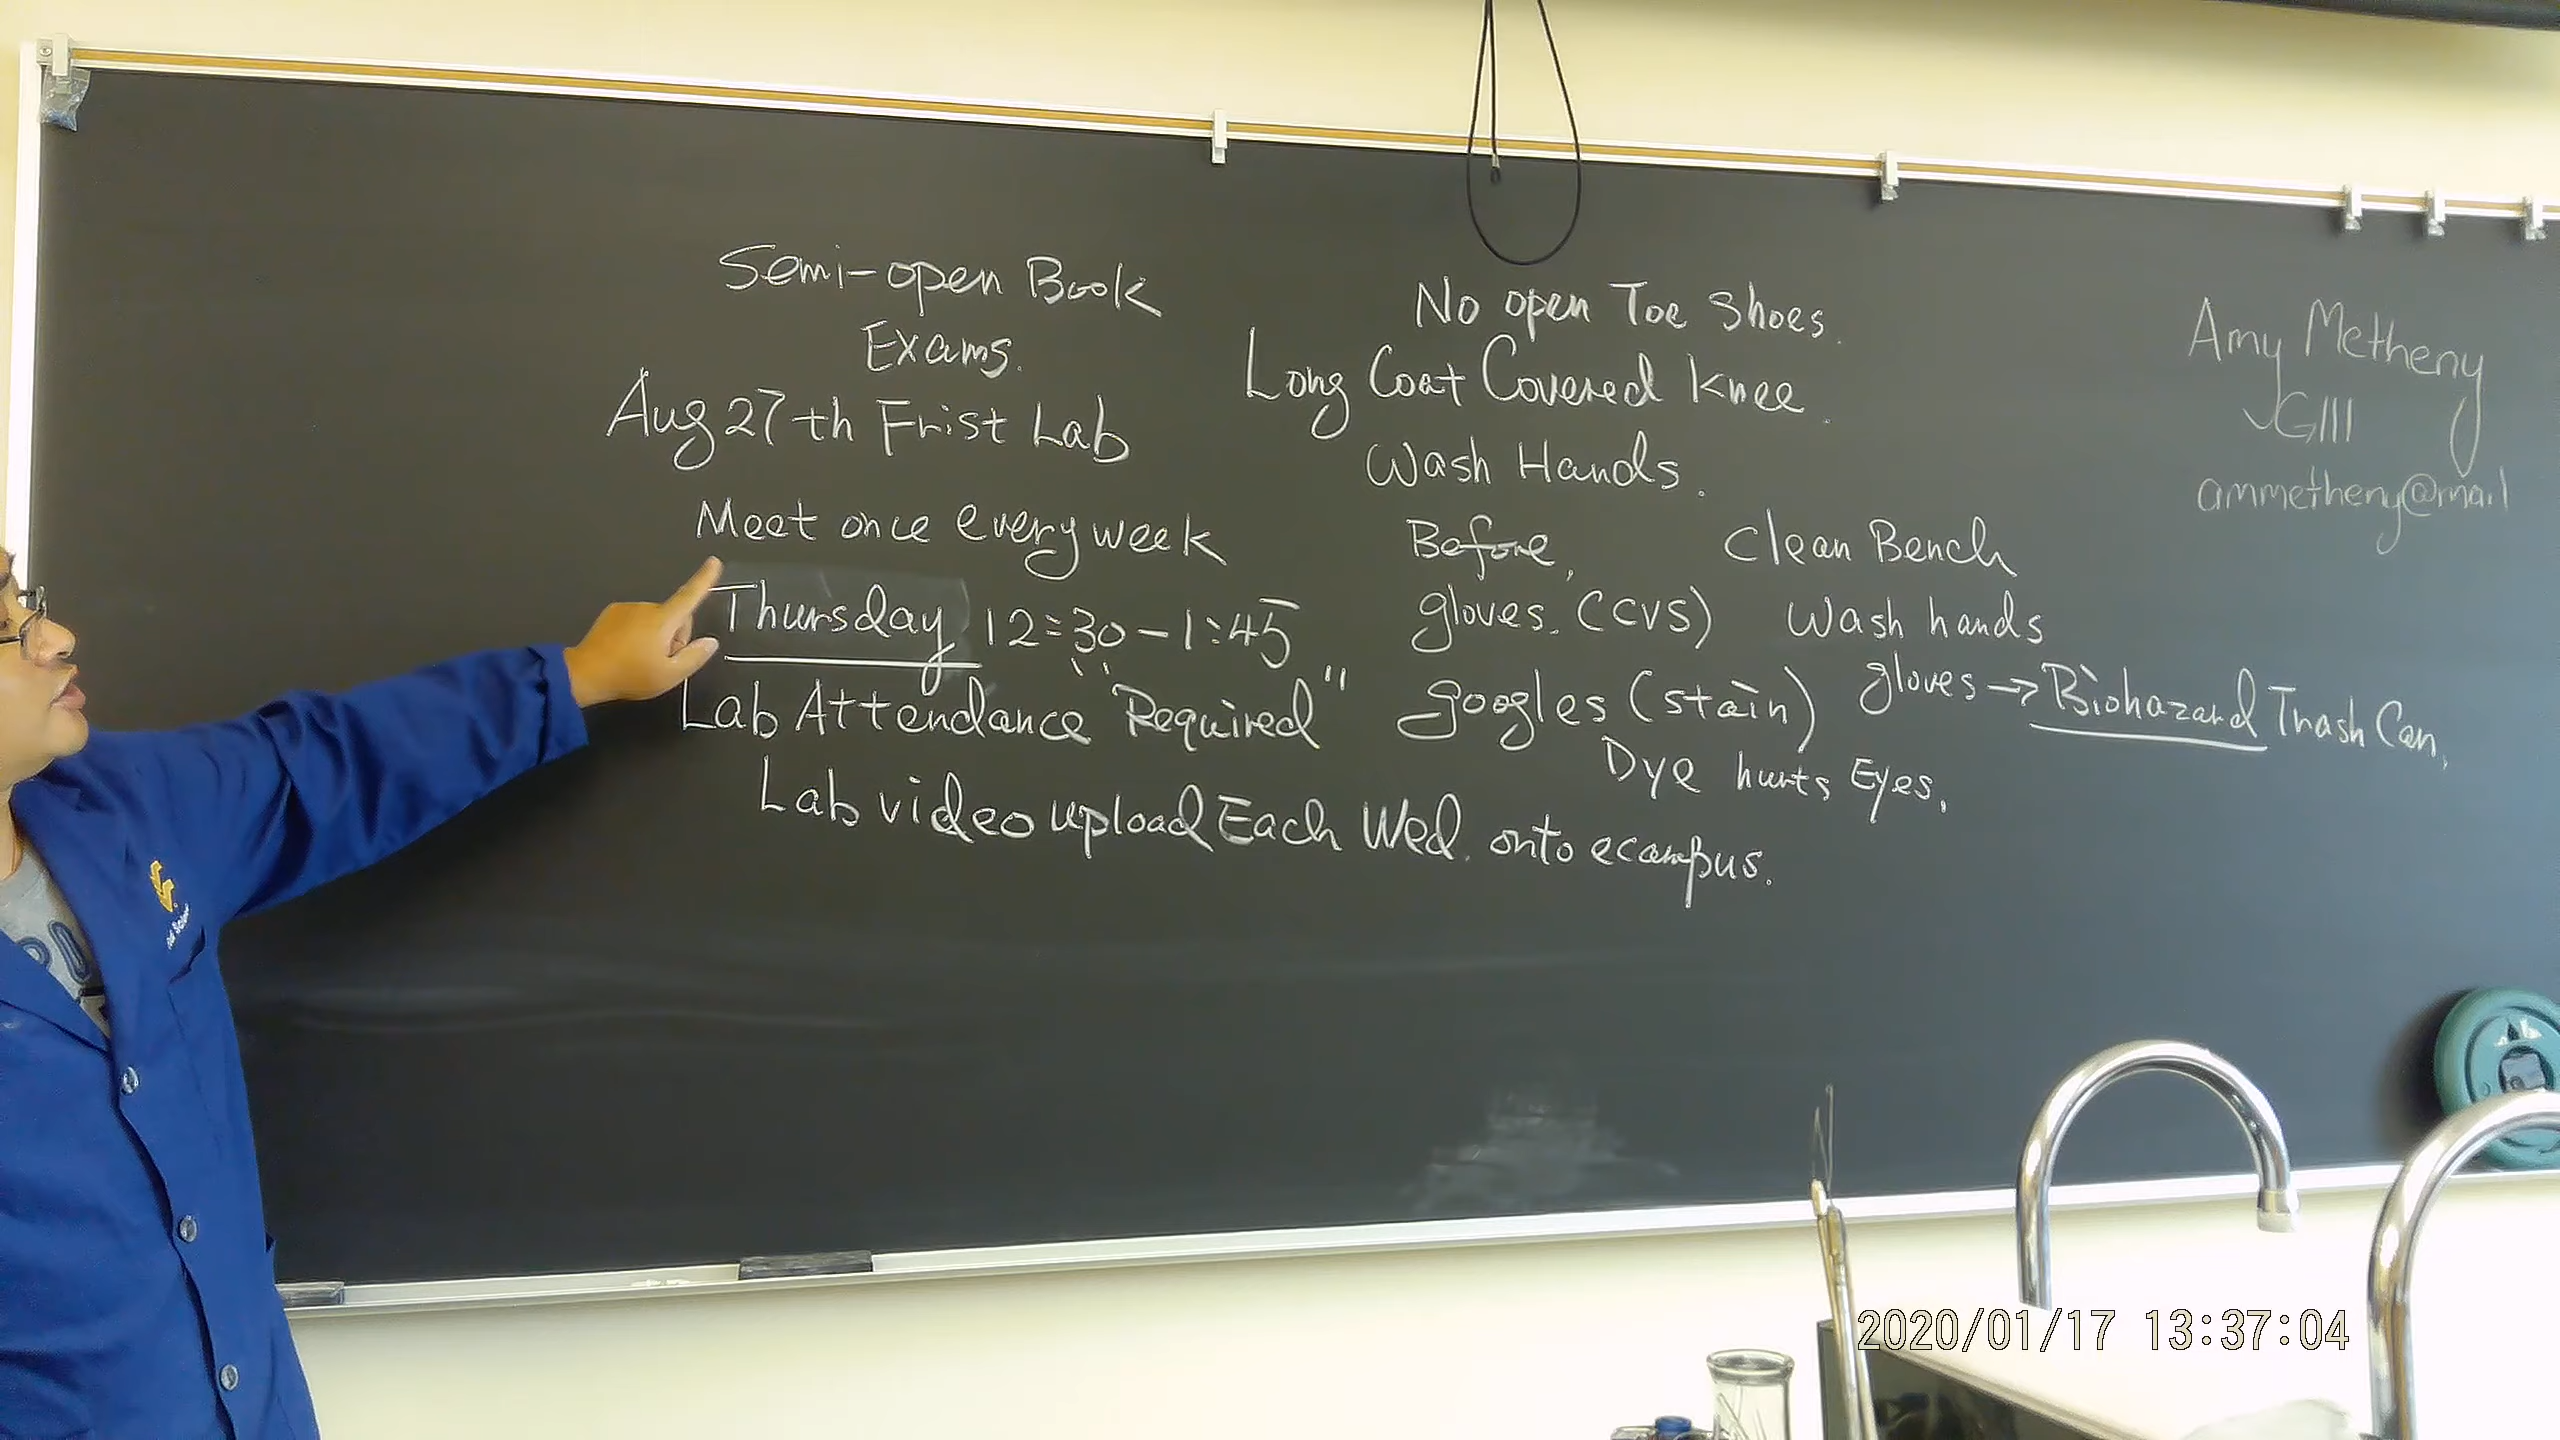 Semi-open Book
Exams.
Aug 27th Frist Lab
Meet once every week
Thursday 12:30-1:45
Lab Attendance "Required"
Lab video upload Each Wed. onto ecampus.
No open Toe Shoes.
Long Coat Covered Knee.
Wash Hands.
Before,
gloves. (CVS)
googles (stain)
Dye hurts Eyes.
Clean Bench
Wash hands
gloves → Biohazard Trash Can.
Amy Metheny
ammetheny@mail
2020/01/17 13:37:04